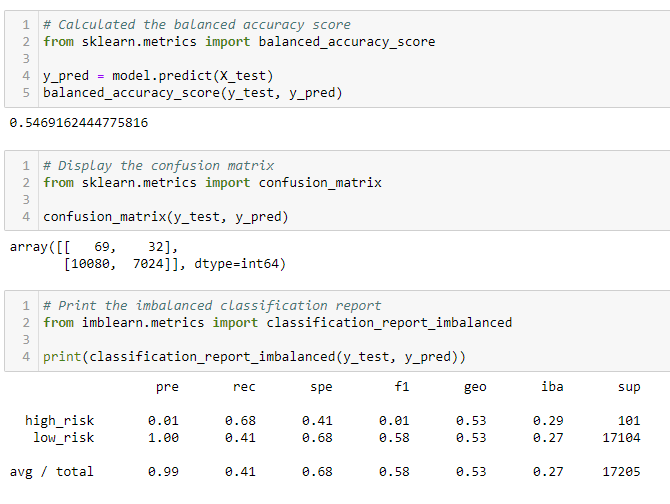 1 # Calculated the balanced accuracy score
2 from sklearn.metrics import balanced_accuracy_score
3
4 y_pred = model.predict(X_test)
5 balanced_accuracy_score(y_test, y_pred)
0.5469162444775816
1 # Display the confusion matrix
2 from sklearn.metrics import confusion_matrix
3
4 confusion_matrix(y_test, y_pred)
array([[   69,    32],
       [10080,  7024]], dtype=int64)
1 # Print the imbalanced classification report
2 from imblearn.metrics import classification_report_imbalanced
3
4 print(classification_report_imbalanced(y_test, y_pred))
                   pre       rec       spe        f1       geo       iba       sup
  high_risk       0.01      0.68      0.41      0.01      0.53      0.29       101
   low_risk       1.00      0.41      0.68      0.58      0.53      0.27     17104
avg / total       0.99      0.41      0.68      0.58      0.53      0.27     17205